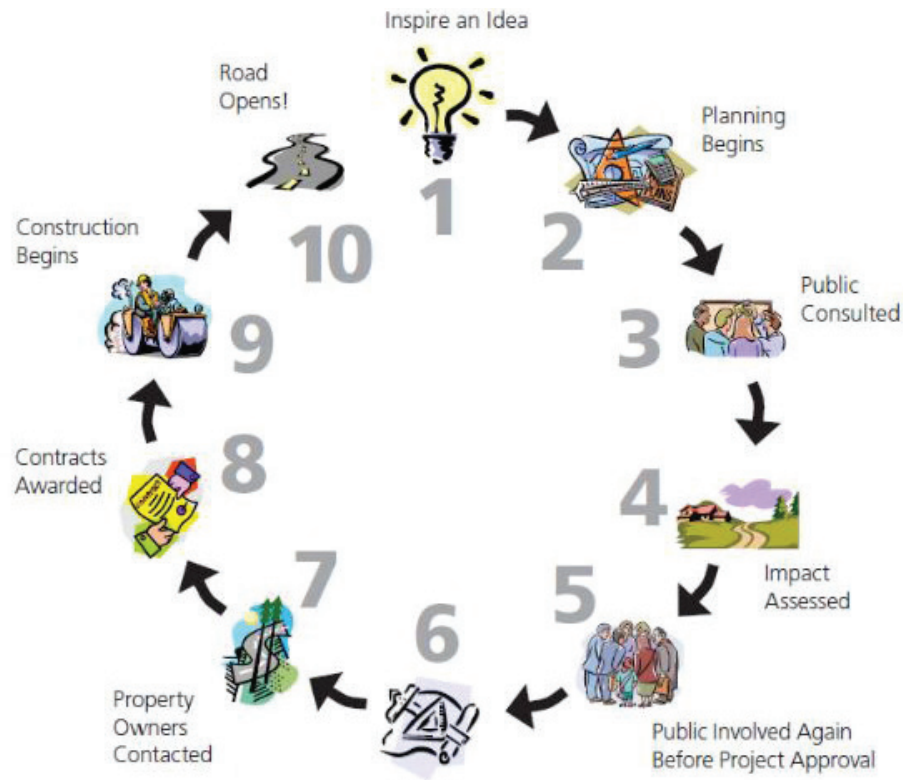 Inspire an Idea
1
Planning
Begins
PLANS
2
Public
Consulted
3
4
Impact
Assessed
5
Public Involved Again
Before Project Approval
6
7
Property
Owners
Contacted
8
Contracts
Awarded
9
Construction
Begins
10
Road
Opens!